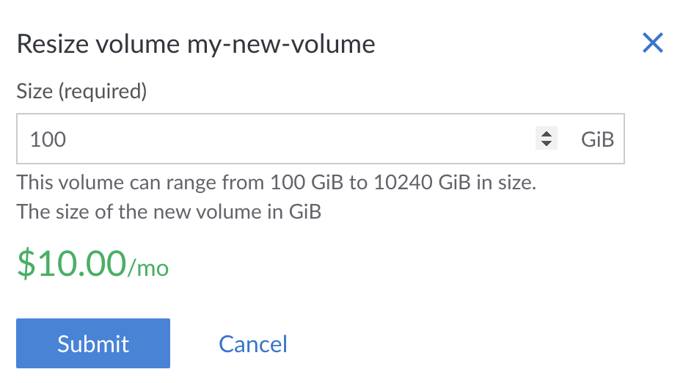 Resize volume my-new-volume
Size (required)
100 GiB
This volume can range from 100 GiB to 10240 GiB in size.
The size of the new volume in GiB
$10.00/mo
Submit Cancel